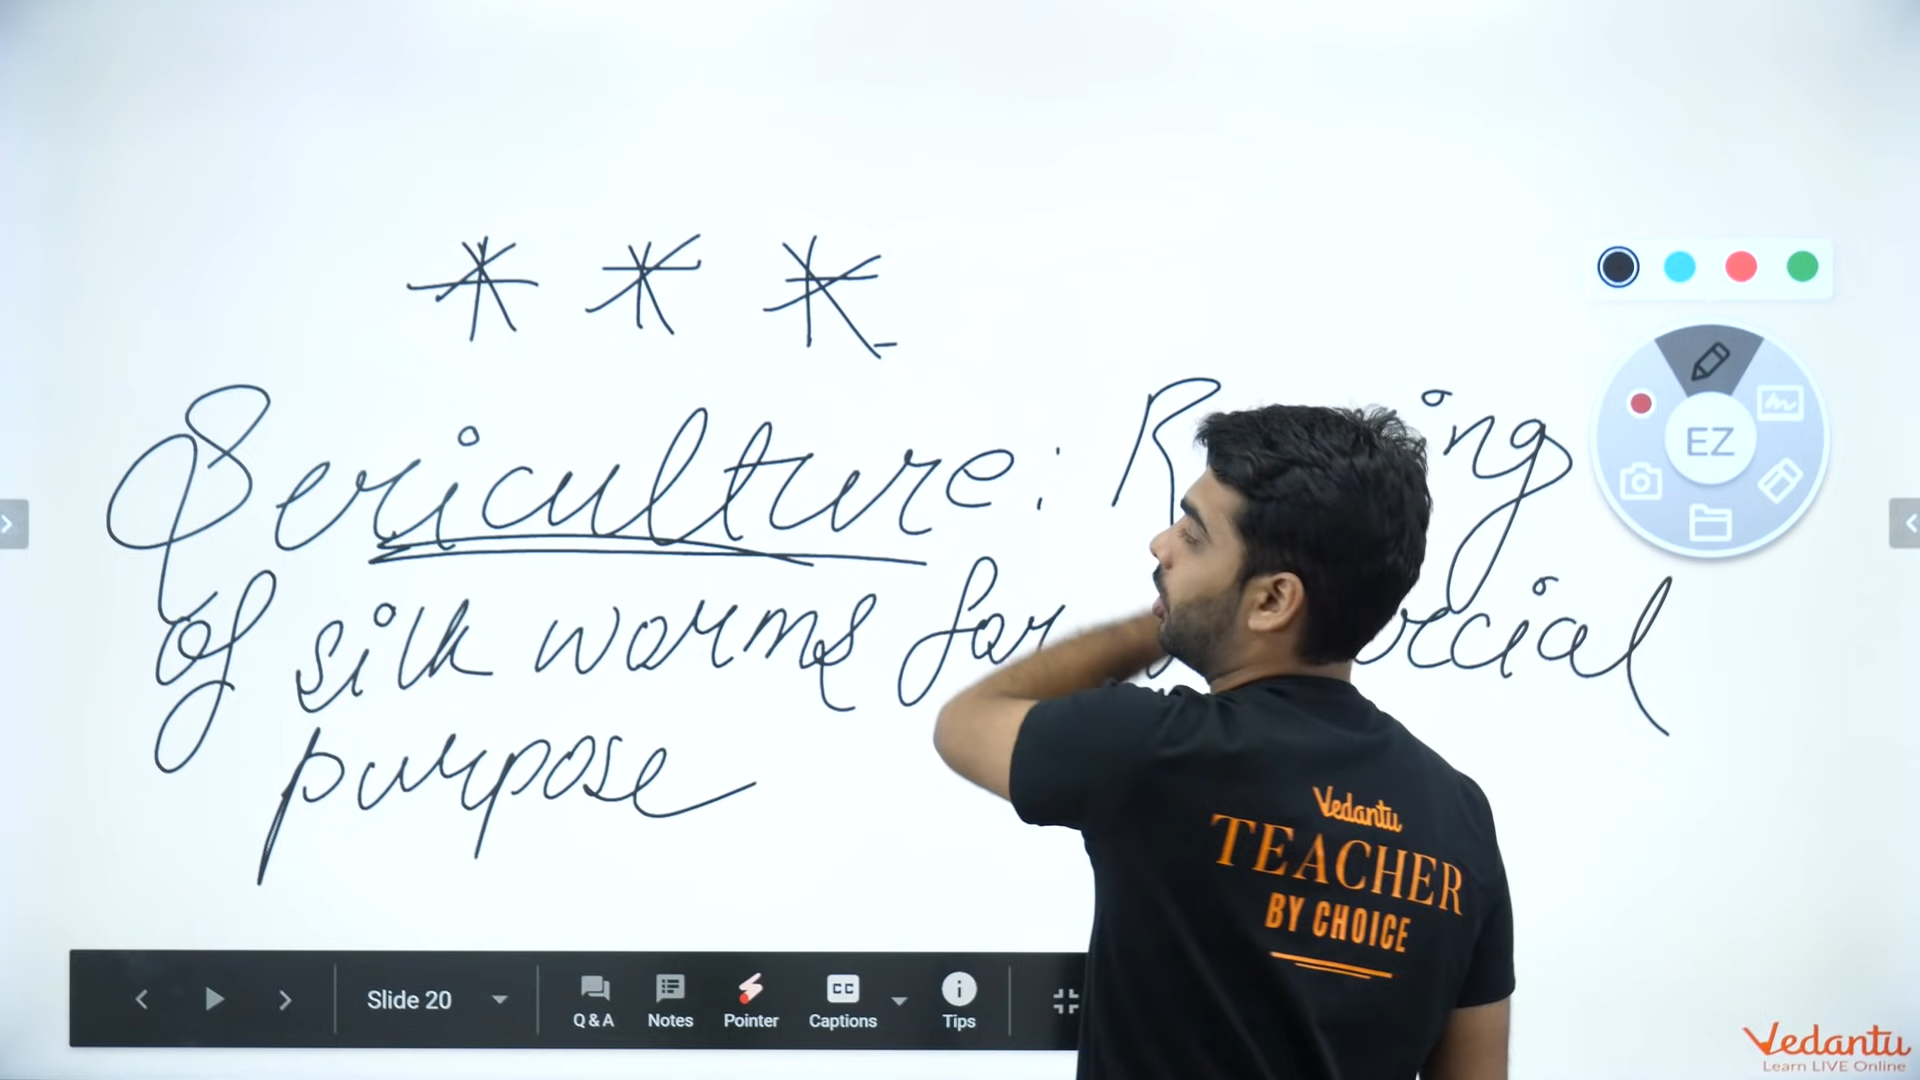 * * *
Sericulture:
of silk worms for
purpose
EZ
Vedantu
TEACHER
BY CHOICE
Slide 20
Q & A
Notes
Pointer
CC
Captions
Tips
Vedantu
Learn LIVE Online